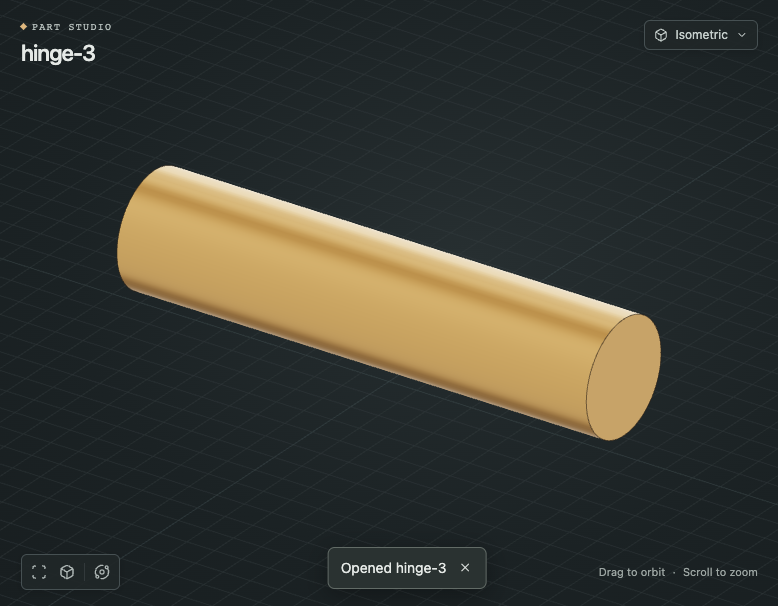 PART STUDIO
hinge-3
Isometric
Opened hinge-3
Drag to orbit · Scroll to zoom